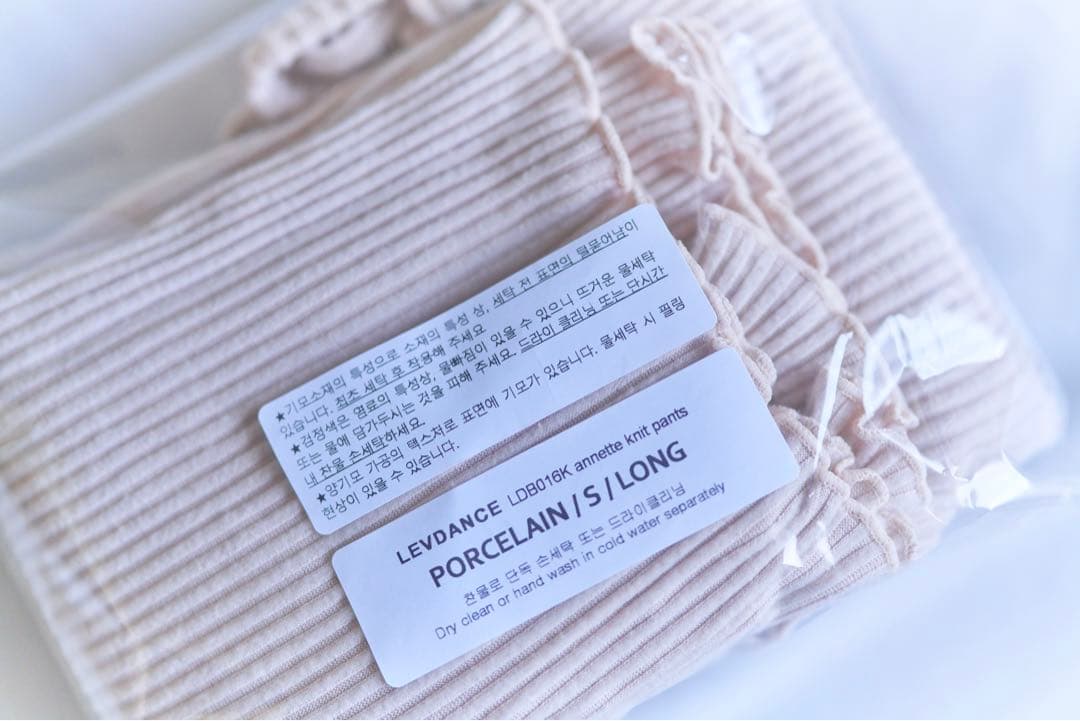 ★기모소재의 특성으로 소재의 특성 상, 세탁 전 표면의 털묻어남이
있습니다. 최초 세탁 후 착용해 주세요
★검정색은 염료의 특성상, 물빠짐이 있을 수 있으니 뜨거운 물세탁
또는 물에 담가두시는 것을 피해 주세요. 드라이 클리닝 또는 단시간
내 찬물 손세탁하세요.
★양기모 가공의 텍스처로 표면에 기모가 있습니다. 물세탁 시 필링
현상이 있을 수 있습니다.
LEVDANCE LDB016K annette knit pants
PORCELAIN / S / LONG
찬물로 단독 손세탁 또는 드라이클리닝
Dry clean or hand wash in cold water separately